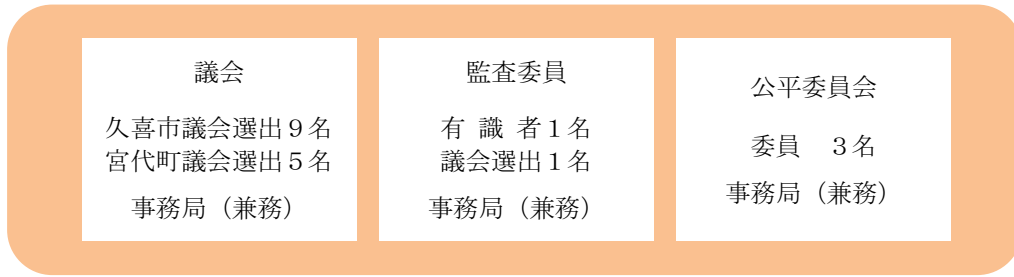 議会
久喜市議会選出９名
宮代町議会選出５名
事務局（兼務）
監査委員
有 識 者１名
議会選出１名
事務局（兼務）
公平委員会
委員　３名
事務局（兼務）